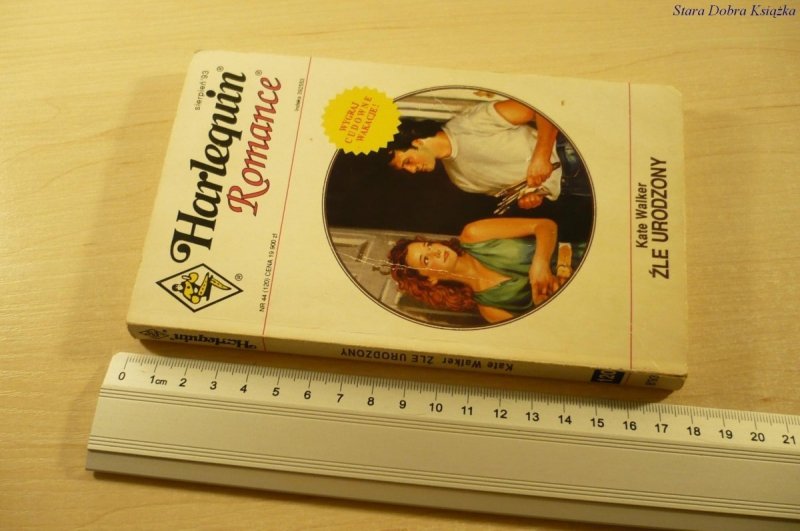 Stara Dobra Książka
sierpień'93
Harlequin®
Romance®
NR 44 (120) CENA 19 900 zł
WYGRAJ
CUDOWNE
WAKACJE!
Kate Walker
ŹLE URODZONY
Harlequin®
Kate Walker ŹLE URODZONY
120
0 1cm 2 3 4 5 6 7 8 9 10 11 12 13 14 15 16 17 18 19 20 21